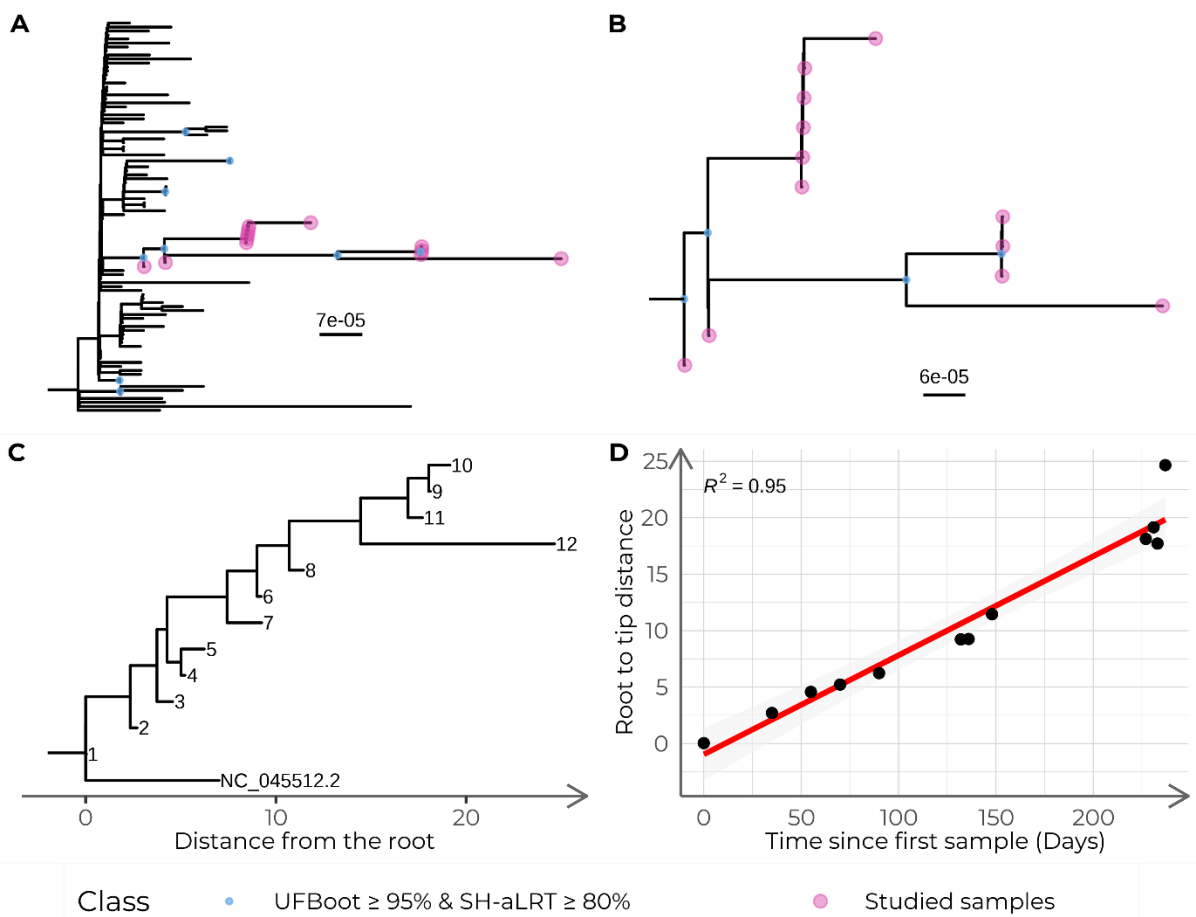 A
B
7e-05
6e-05
C
D
10
9
11
12
8
6
7
5
4
3
2
1
NC_045512.2
0
10
20
Distance from the root
R² = 0.95
Root to tip distance
25
20
15
10
5
0
0
50
100
150
200
Time since first sample (Days)
Class
UFBoot ≥ 95% & SH-aLRT ≥ 80%
Studied samples